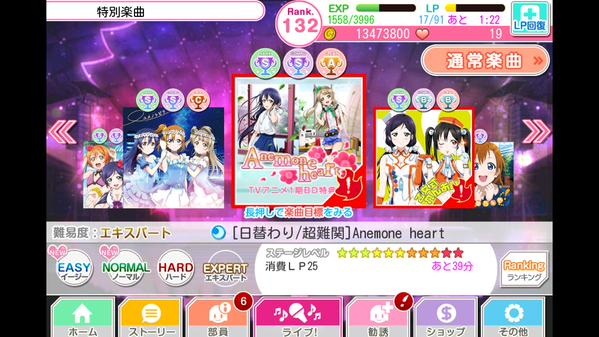 特別楽曲
Rank. 132
EXP 1558/3996
LP 17/91 あと 1:22
LP回復
13473800
19
通常楽曲
S S A
S S C
S B B
Anemone heart
TVアニメ1期BD特典
長押しで楽曲目標をみる
難易度：エキスパート
[日替わり/超難関]Anemone heart
NEW NEW
EASY イージー
NORMAL ノーマル
HARD ハード
EXPERT エキスパート
ステージレベル ★★★★★★★★★★★
消費LP25
あと39分
Ranking ランキング
6
ホーム
ストーリー
部員
ライブ!
勧誘
ショップ
その他